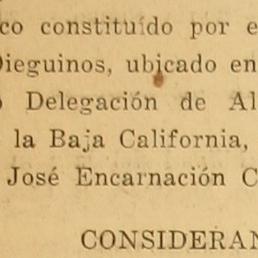 co constituído por e
Dieguinos, ubicado en
Delegación de Al
la Baja California,
José Encarnación C
CONSIDERAN